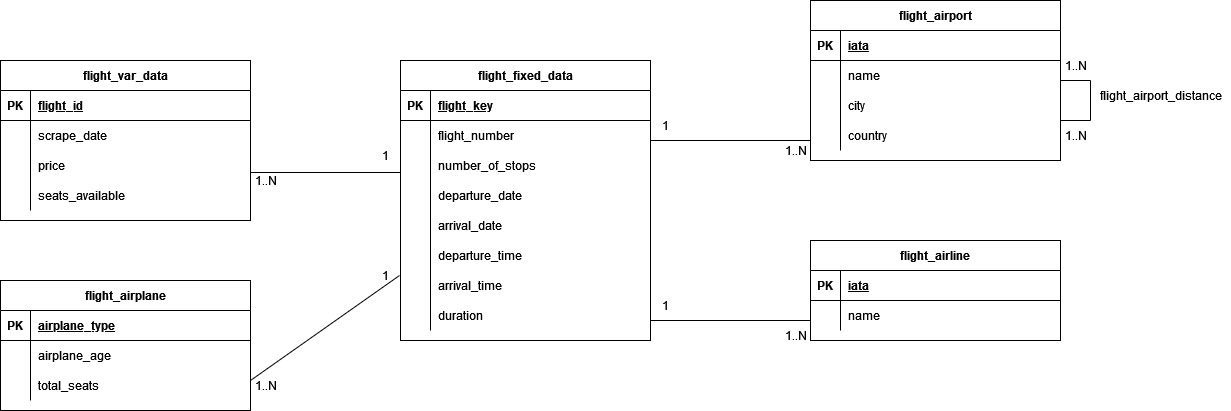 flight_airport
PK iata
name
city
country
1..N
1..N
flight_airport_distance
flight_var_data
PK flight_id
scrape_date
price
seats_available
1
1..N
flight_fixed_data
PK flight_key
flight_number
number_of_stops
departure_date
arrival_date
departure_time
arrival_time
duration
1
1..N
flight_airplane
PK airplane_type
airplane_age
total_seats
1
1..N
flight_airline
PK iata
name
1
1..N